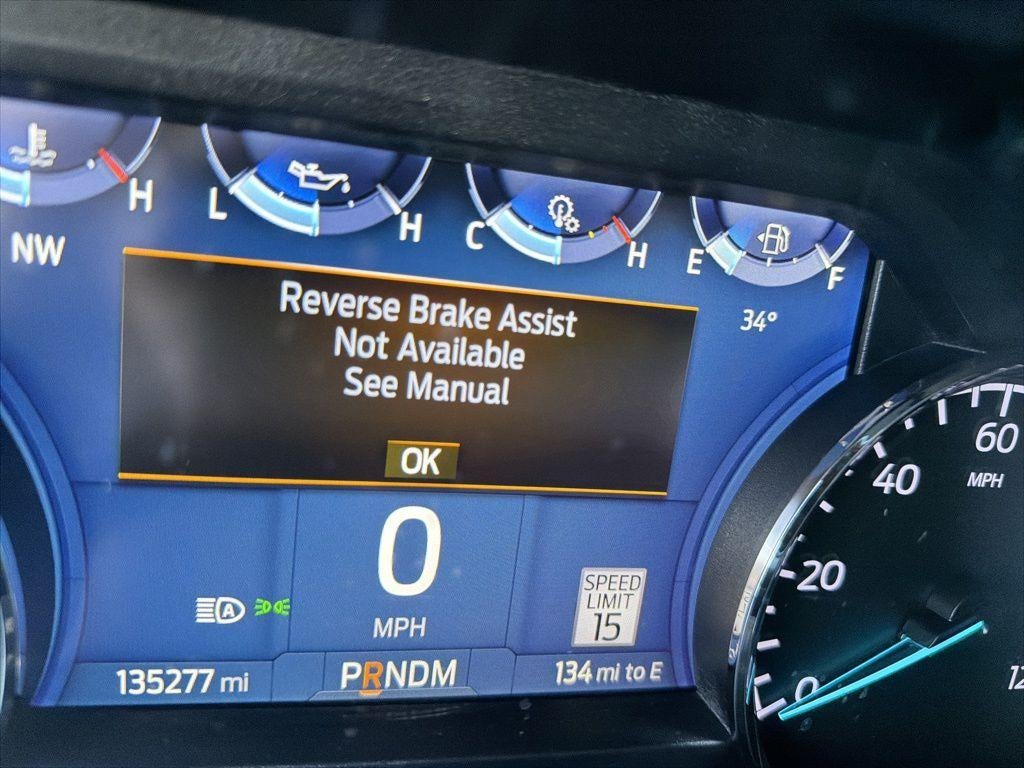 H
L
H
C
H
E
F
NW
34°
Reverse Brake Assist
Not Available
See Manual
OK
0
MPH
A
SPEED
LIMIT
15
135277 mi
PRNDM
134 mi to E
60
MPH
40
20
0